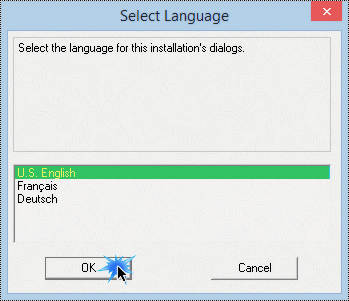 Select Language
Select the language for this installation's dialogs.
U.S. English
Français
Deutsch
OK
Cancel